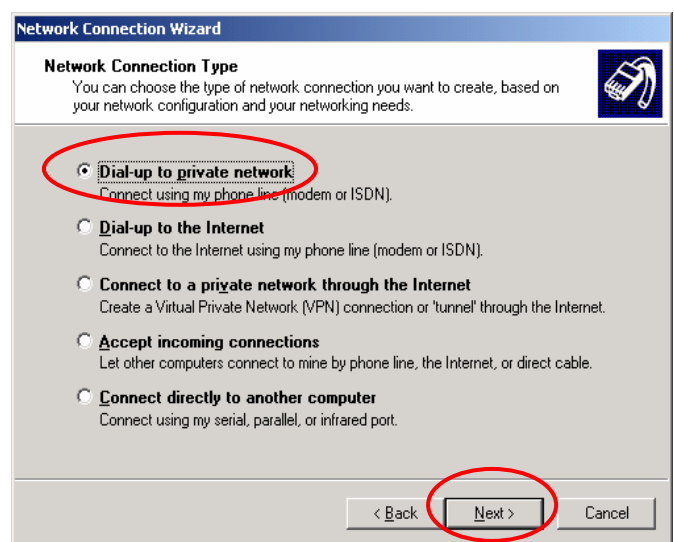 Network Connection Wizard
Network Connection Type
You can choose the type of network connection you want to create, based on
your network configuration and your networking needs.
Dial-up to private network
Connect using my phone line (modem or ISDN).
Dial-up to the Internet
Connect to the Internet using my phone line (modem or ISDN).
Connect to a private network through the Internet
Create a Virtual Private Network (VPN) connection or 'tunnel' through the Internet.
Accept incoming connections
Let other computers connect to mine by phone line, the Internet, or direct cable.
Connect directly to another computer
Connect using my serial, parallel, or infrared port.
< Back Next > Cancel